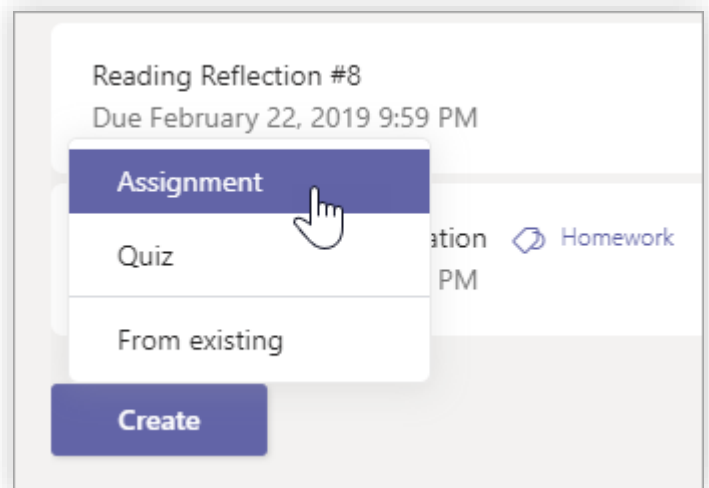 Reading Reflection #8
Due February 22, 2019 9:59 PM
Assignment
Quiz
ation Homework
PM
From existing
Create